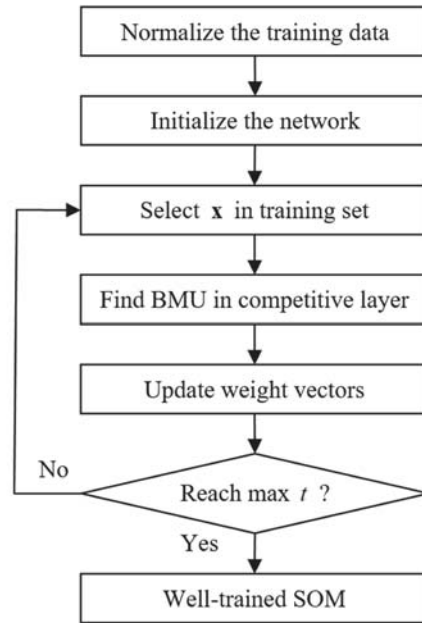 Normalize the training data
Initialize the network
Select x in training set
Find BMU in competitive layer
Update weight vectors
No
Reach max t ?
Yes
Well-trained SOM